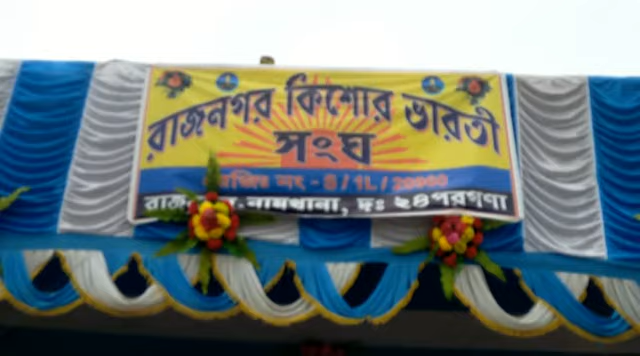 রাজনগর কিশোর ভারতী
সংঘ
রেজিঃ নং - S / 1L /
নামখানা, দঃ ২৪পরগণা